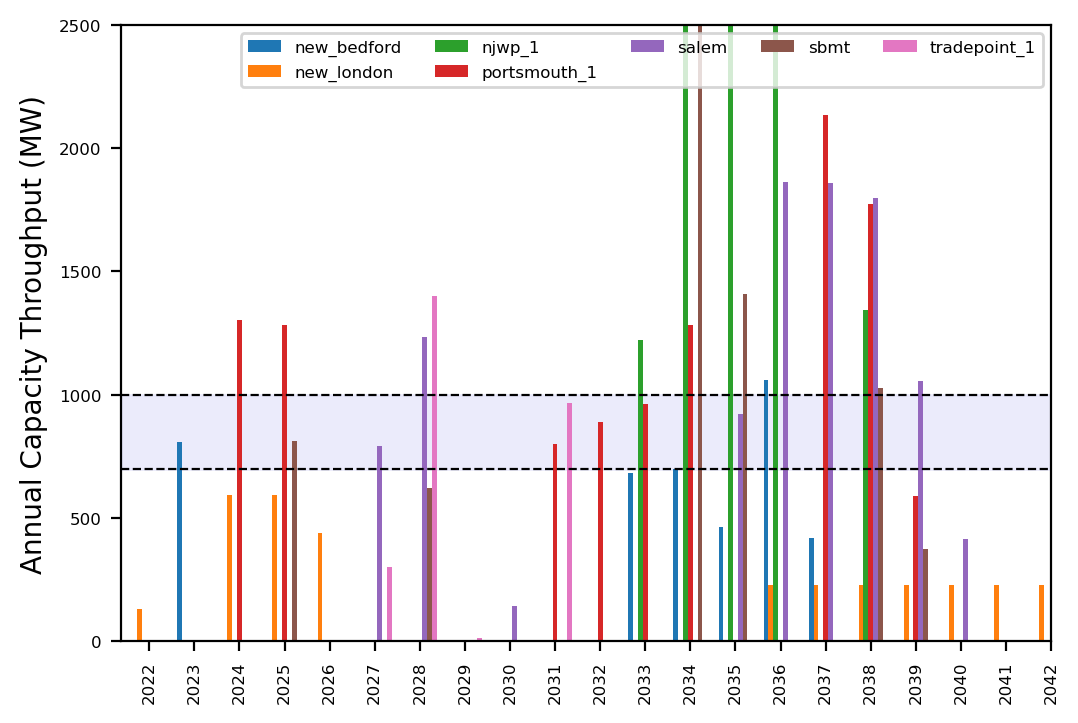 new_bedford njwp_1 salem sbmt tradepoint_1
new_london portsmouth_1
Annual Capacity Throughput (MW)
2500
2000
1500
1000
500
0
2022 2023 2024 2025 2026 2027 2028 2029 2030 2031 2032 2033 2034 2035 2036 2037 2038 2039 2040 2041 2042